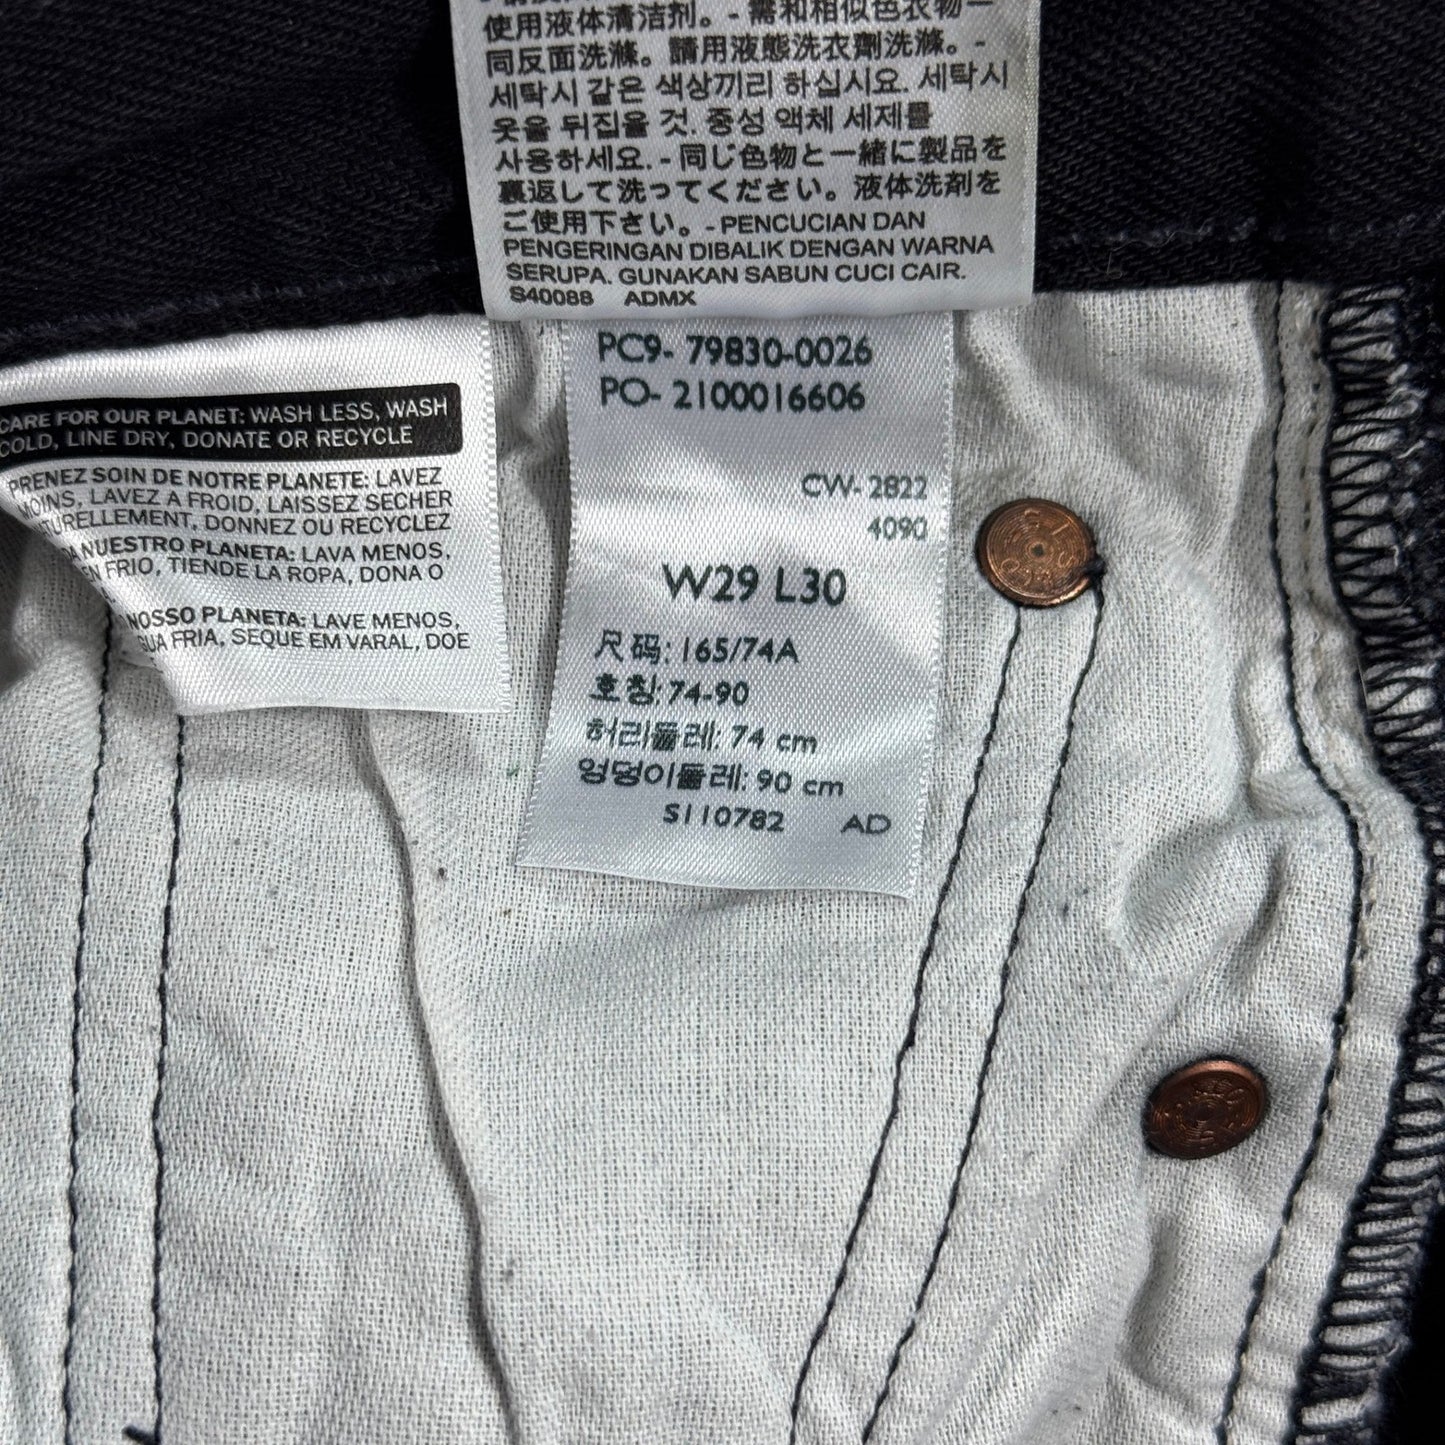 使用液体清洁剂。- 需和相似色衣物一
同反面洗滌。請用液態洗衣劑洗滌。-
세탁시 같은 색상끼리 하십시요. 세탁시
옷을 뒤집을 것. 중성 액체 세제를
사용하세요. - 同じ色物と一緒に製品を
裏返して洗ってください。液体洗剤を
ご使用下さい。- PENCUCIAN DAN
PENGERINGAN DIBALIK DENGAN WARNA
SERUPA. GUNAKAN SABUN CUCI CAIR.
S40088 ADMX
CARE FOR OUR PLANET: WASH LESS, WASH
COLD, LINE DRY, DONATE OR RECYCLE
PRENEZ SOIN DE NOTRE PLANETE: LAVEZ
MOINS, LAVEZ A FROID, LAISSEZ SECHER
TURELLEMENT, DONNEZ OU RECYCLEZ
NUESTRO PLANETA: LAVA MENOS,
EN FRIO, TIENDE LA ROPA, DONA O
NOSSO PLANETA: LAVE MENOS,
GUA FRIA, SEQUE EM VARAL, DOE
PC9- 79830-0026
PO- 2100016606
CW- 2822
4090
W29 L30
尺码: 165/74A
호칭: 74-90
허리둘레: 74 cm
엉덩이둘레: 90 cm
S110782 AD